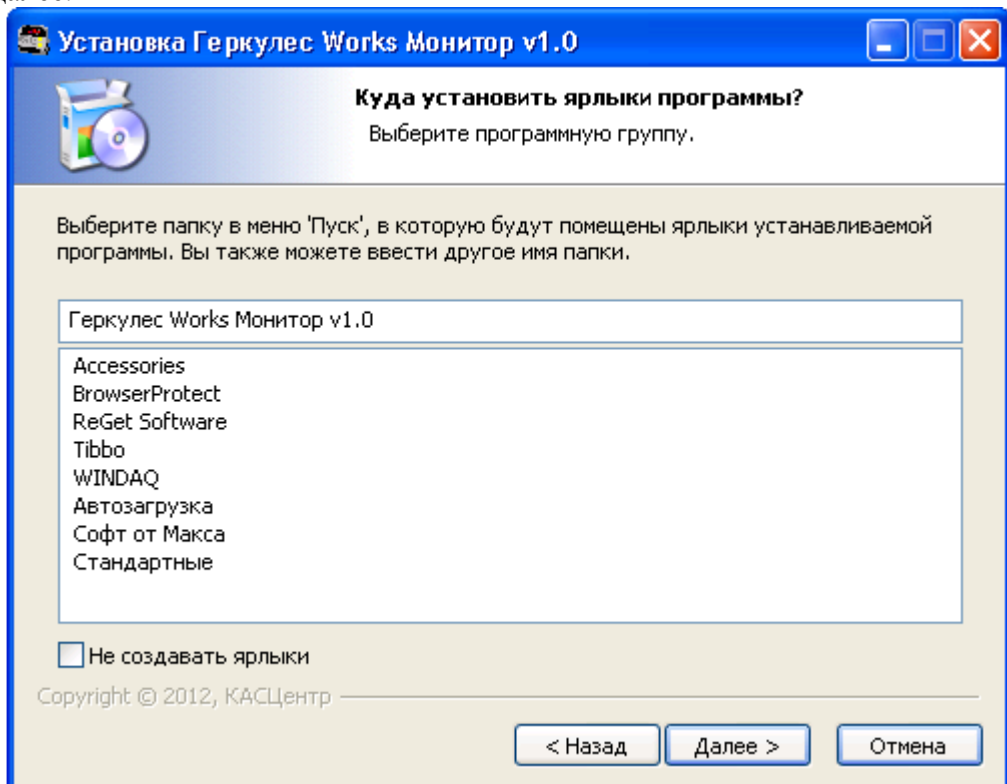 Установка Геркулес Works Монитор v1.0
Куда установить ярлыки программы?
Выберите программную группу.
Выберите папку в меню 'Пуск', в которую будут помещены ярлыки устанавливаемой
программы. Вы также можете ввести другое имя папки.
Геркулес Works Монитор v1.0
Accessories
BrowserProtect
ReGet Software
Tibbo
WINDAQ
Автозагрузка
Софт от Макса
Стандартные
Не создавать ярлыки
Copyright © 2012, КАСЦентр
< Назад Далее > Отмена